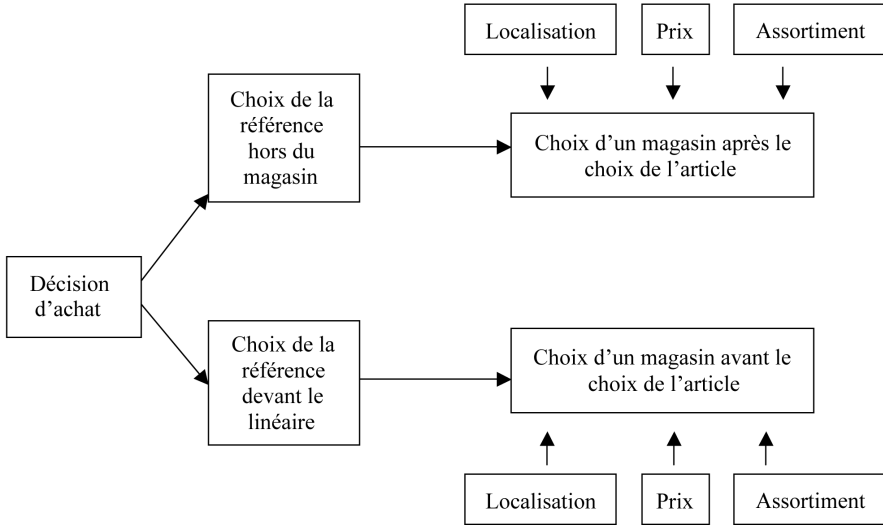 Localisation
Prix
Assortiment
Choix de la
référence
hors du
magasin
Choix d'un magasin après le
choix de l'article
Décision
d'achat
Choix de la
référence
devant le
linéaire
Choix d'un magasin avant le
choix de l'article
Localisation
Prix
Assortiment